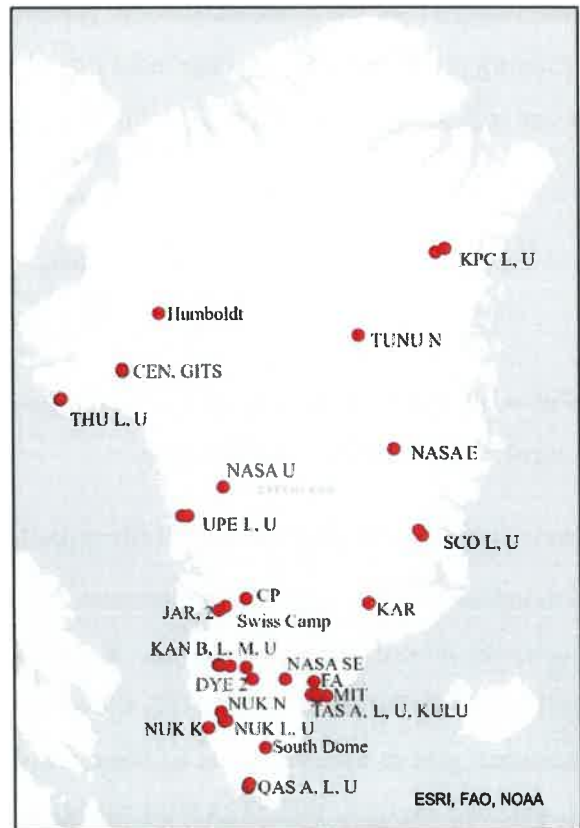 KPC L, U
Humboldt
TUNU N
CEN, GITS
THU L, U
NASA E
NASA U
GREENLAND
UPE L, U
SCO L, U
CP
KAR
JAR, 2
Swiss Camp
KAN B, L, M, U
NASA SE
DYE 2
FA
MIT
NUK N
TAS A, L, U, KULU
NUK K
NUK L, U
South Dome
QAS A, L, U
ESRI, FAO, NOAA